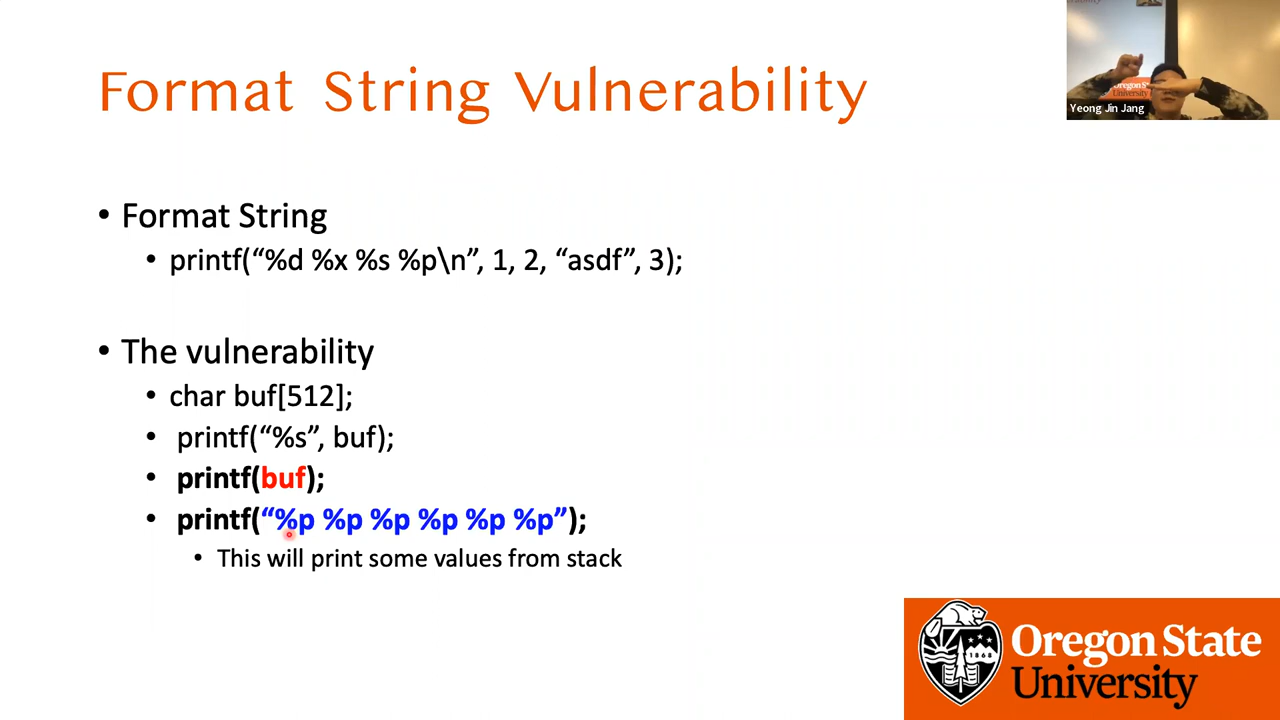 Format String Vulnerability
Yeong Jin Jang
• Format String
• printf(“%d %x %s %p\n”, 1, 2, “asdf”, 3);
• The vulnerability
• char buf[512];
• printf(“%s”, buf);
• printf(buf);
• printf(“%p %p %p %p %p %p”);
• This will print some values from stack
Oregon State
University
1868